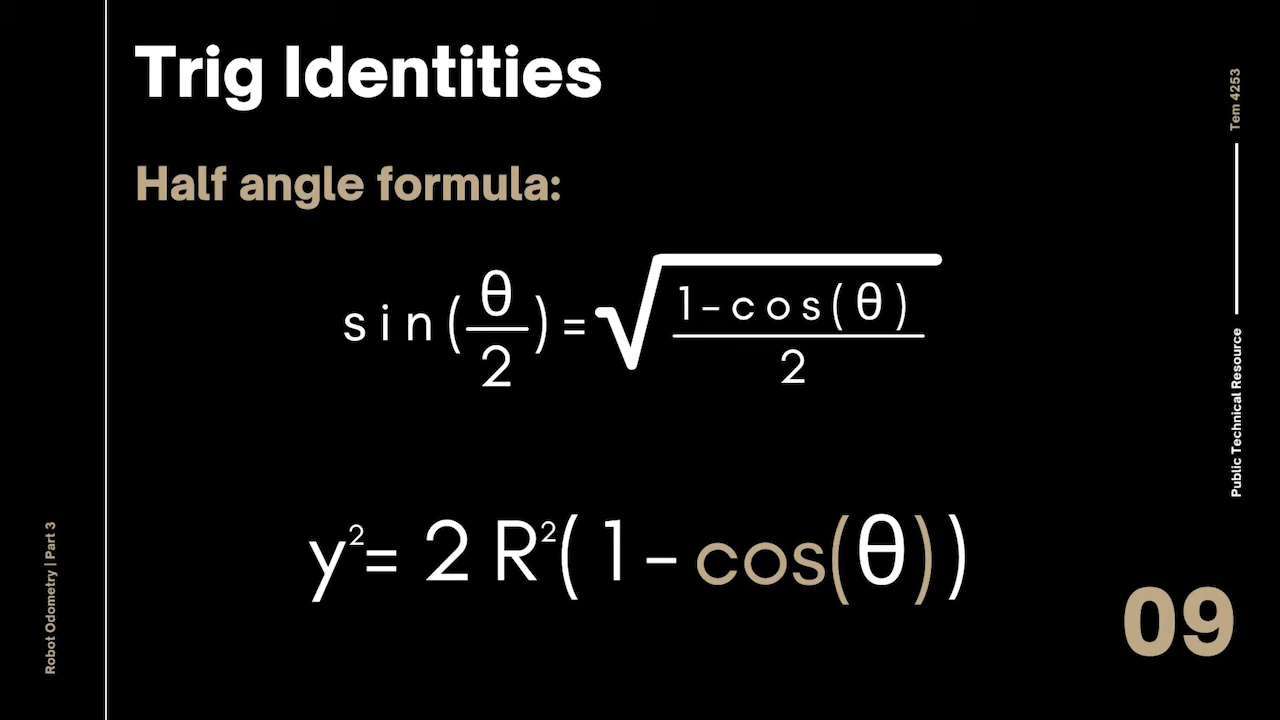 Trig Identities
Half angle formula:
sin(θ/2)=√((1-cos(θ))/2)
y²= 2 R²( 1 - cos(θ) )
09
Robot Odometry | Part 3
Tem 4253
Public Technical Resource